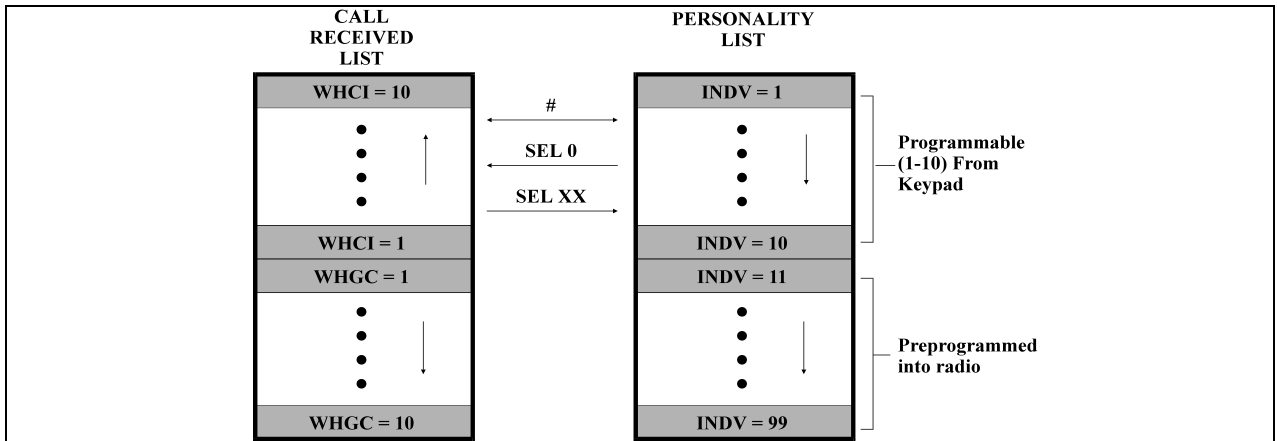 CALL
RECEIVED
LIST
WHCI = 10
WHCI = 1
WHGC = 1
WHGC = 10
#
SEL 0
SEL XX
PERSONALITY
LIST
INDV = 1
INDV = 10
INDV = 11
INDV = 99
Programmable
(1-10) From
Keypad
Preprogrammed
into radio